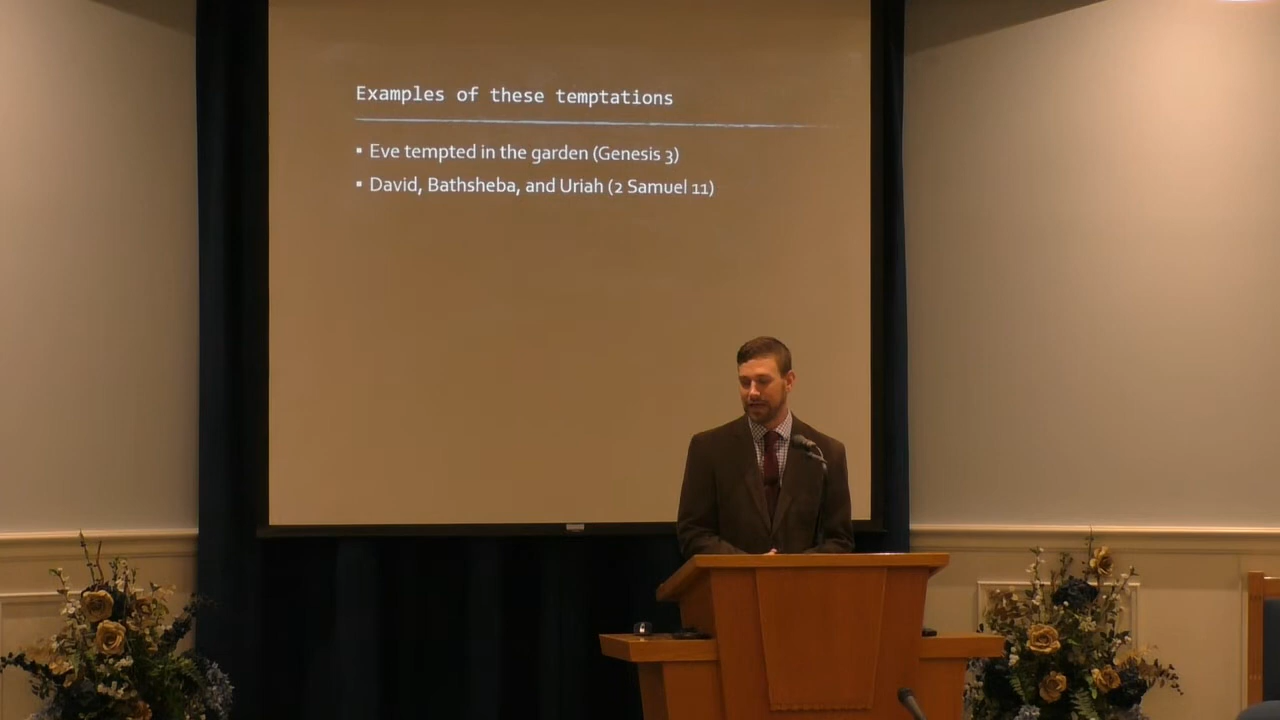 Examples of these temptations
▪ Eve tempted in the garden (Genesis 3)
▪ David, Bathsheba, and Uriah (2 Samuel 11)